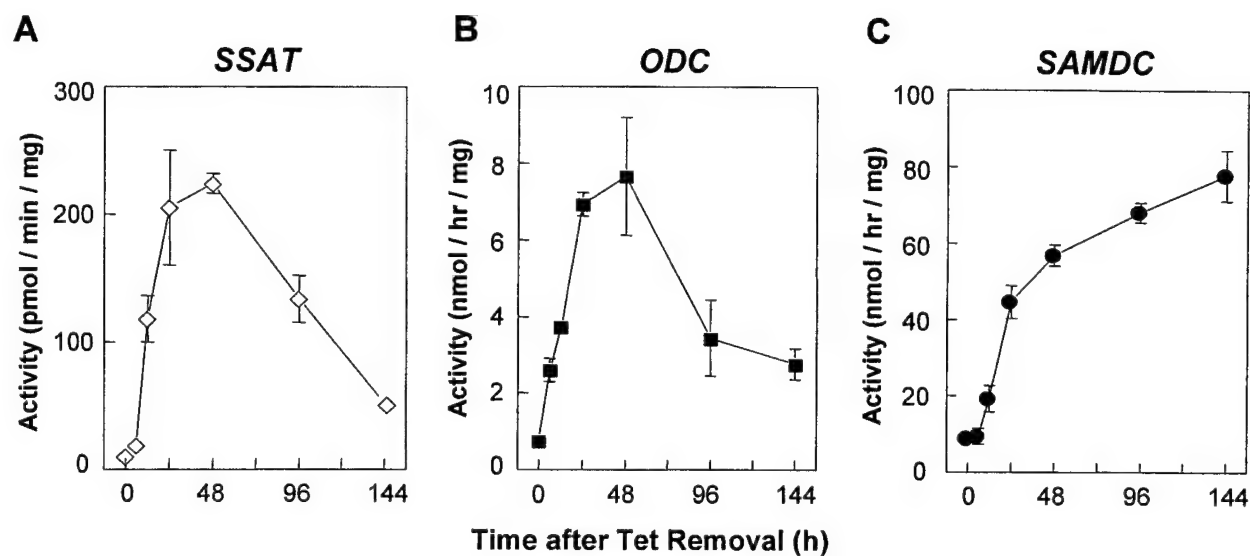 A
SSAT
Activity (pmol / min / mg)
300
200
100
0
0 48 96 144
B
ODC
Activity (nmol / hr / mg)
10
8
6
4
2
0
0 48 96 144
C
SAMDC
Activity (nmol / hr / mg)
100
80
60
40
20
0
0 48 96 144
Time after Tet Removal (h)